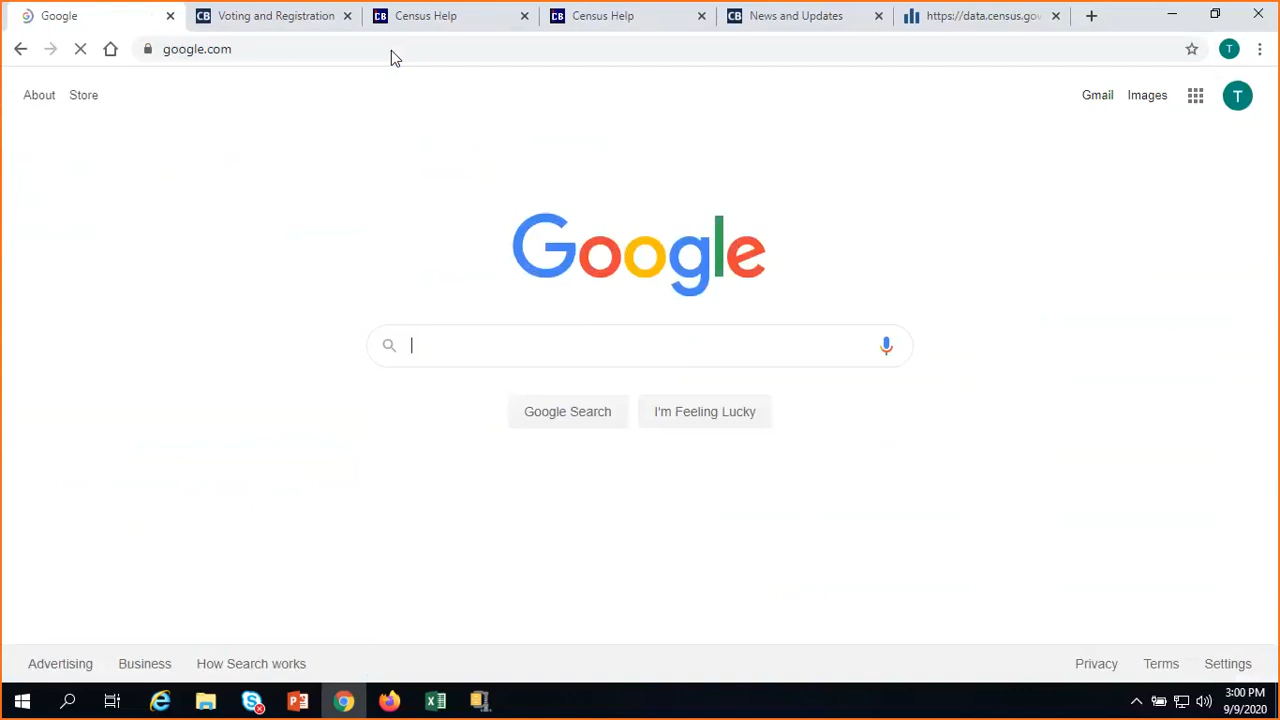 Google
Voting and Registration
Census Help
Census Help
News and Updates
https://data.census.gov
T
google.com
About
Store
Gmail
Images
T
Google
Google Search
I'm Feeling Lucky
Advertising
Business
How Search works
Privacy
Terms
Settings
3:00 PM
9/9/2020